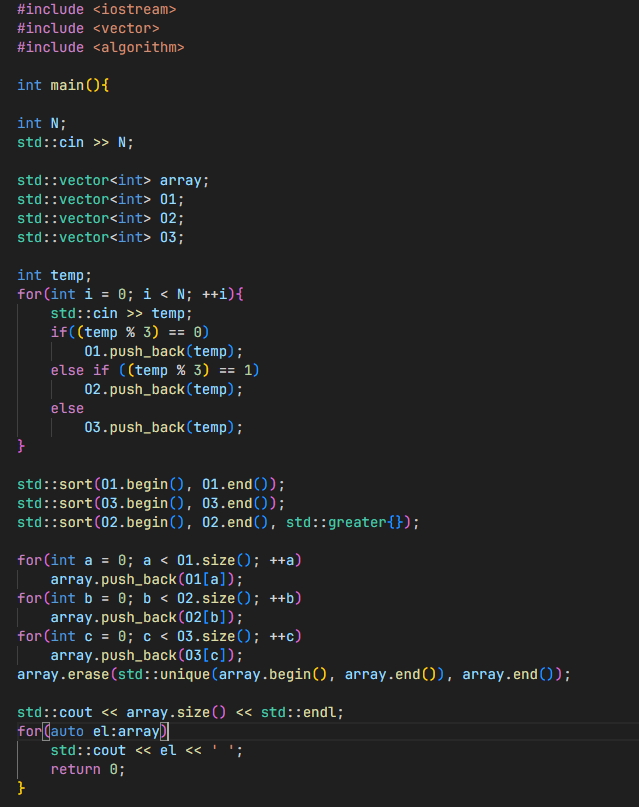 #include <iostream>
#include <vector>
#include <algorithm>

int main(){

int N;
std::cin >> N;

std::vector<int> array;
std::vector<int> O1;
std::vector<int> O2;
std::vector<int> O3;

int temp;
for(int i = 0; i < N; ++i){
    std::cin >> temp;
    if((temp % 3) == 0)
        O1.push_back(temp);
    else if ((temp % 3) == 1)
        O2.push_back(temp);
    else
        O3.push_back(temp);
}

std::sort(O1.begin(), O1.end());
std::sort(O3.begin(), O3.end());
std::sort(O2.begin(), O2.end(), std::greater{});

for(int a = 0; a < O1.size(); ++a)
    array.push_back(O1[a]);
for(int b = 0; b < O2.size(); ++b)
    array.push_back(O2[b]);
for(int c = 0; c < O3.size(); ++c)
    array.push_back(O3[c]);
array.erase(std::unique(array.begin(), array.end()), array.end());

std::cout << array.size() << std::endl;
for(auto el:array)
    std::cout << el << ' ';
    return 0;
}